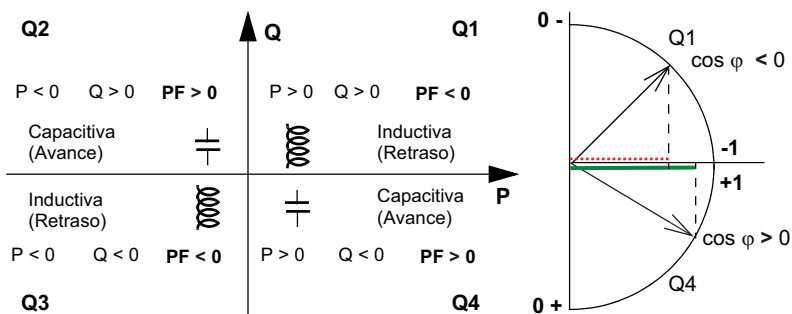 Q2
Q
Q1
P < 0 Q > 0 PF > 0
P > 0 Q > 0 PF < 0
Capacitiva
(Avance)
Inductiva
(Retraso)
P
Inductiva
(Retraso)
Capacitiva
(Avance)
P < 0 Q < 0 PF < 0
P > 0 Q < 0 PF > 0
Q3
Q4
0 -
Q1
cos φ < 0
-1
+1
cos φ > 0
Q4
0 +